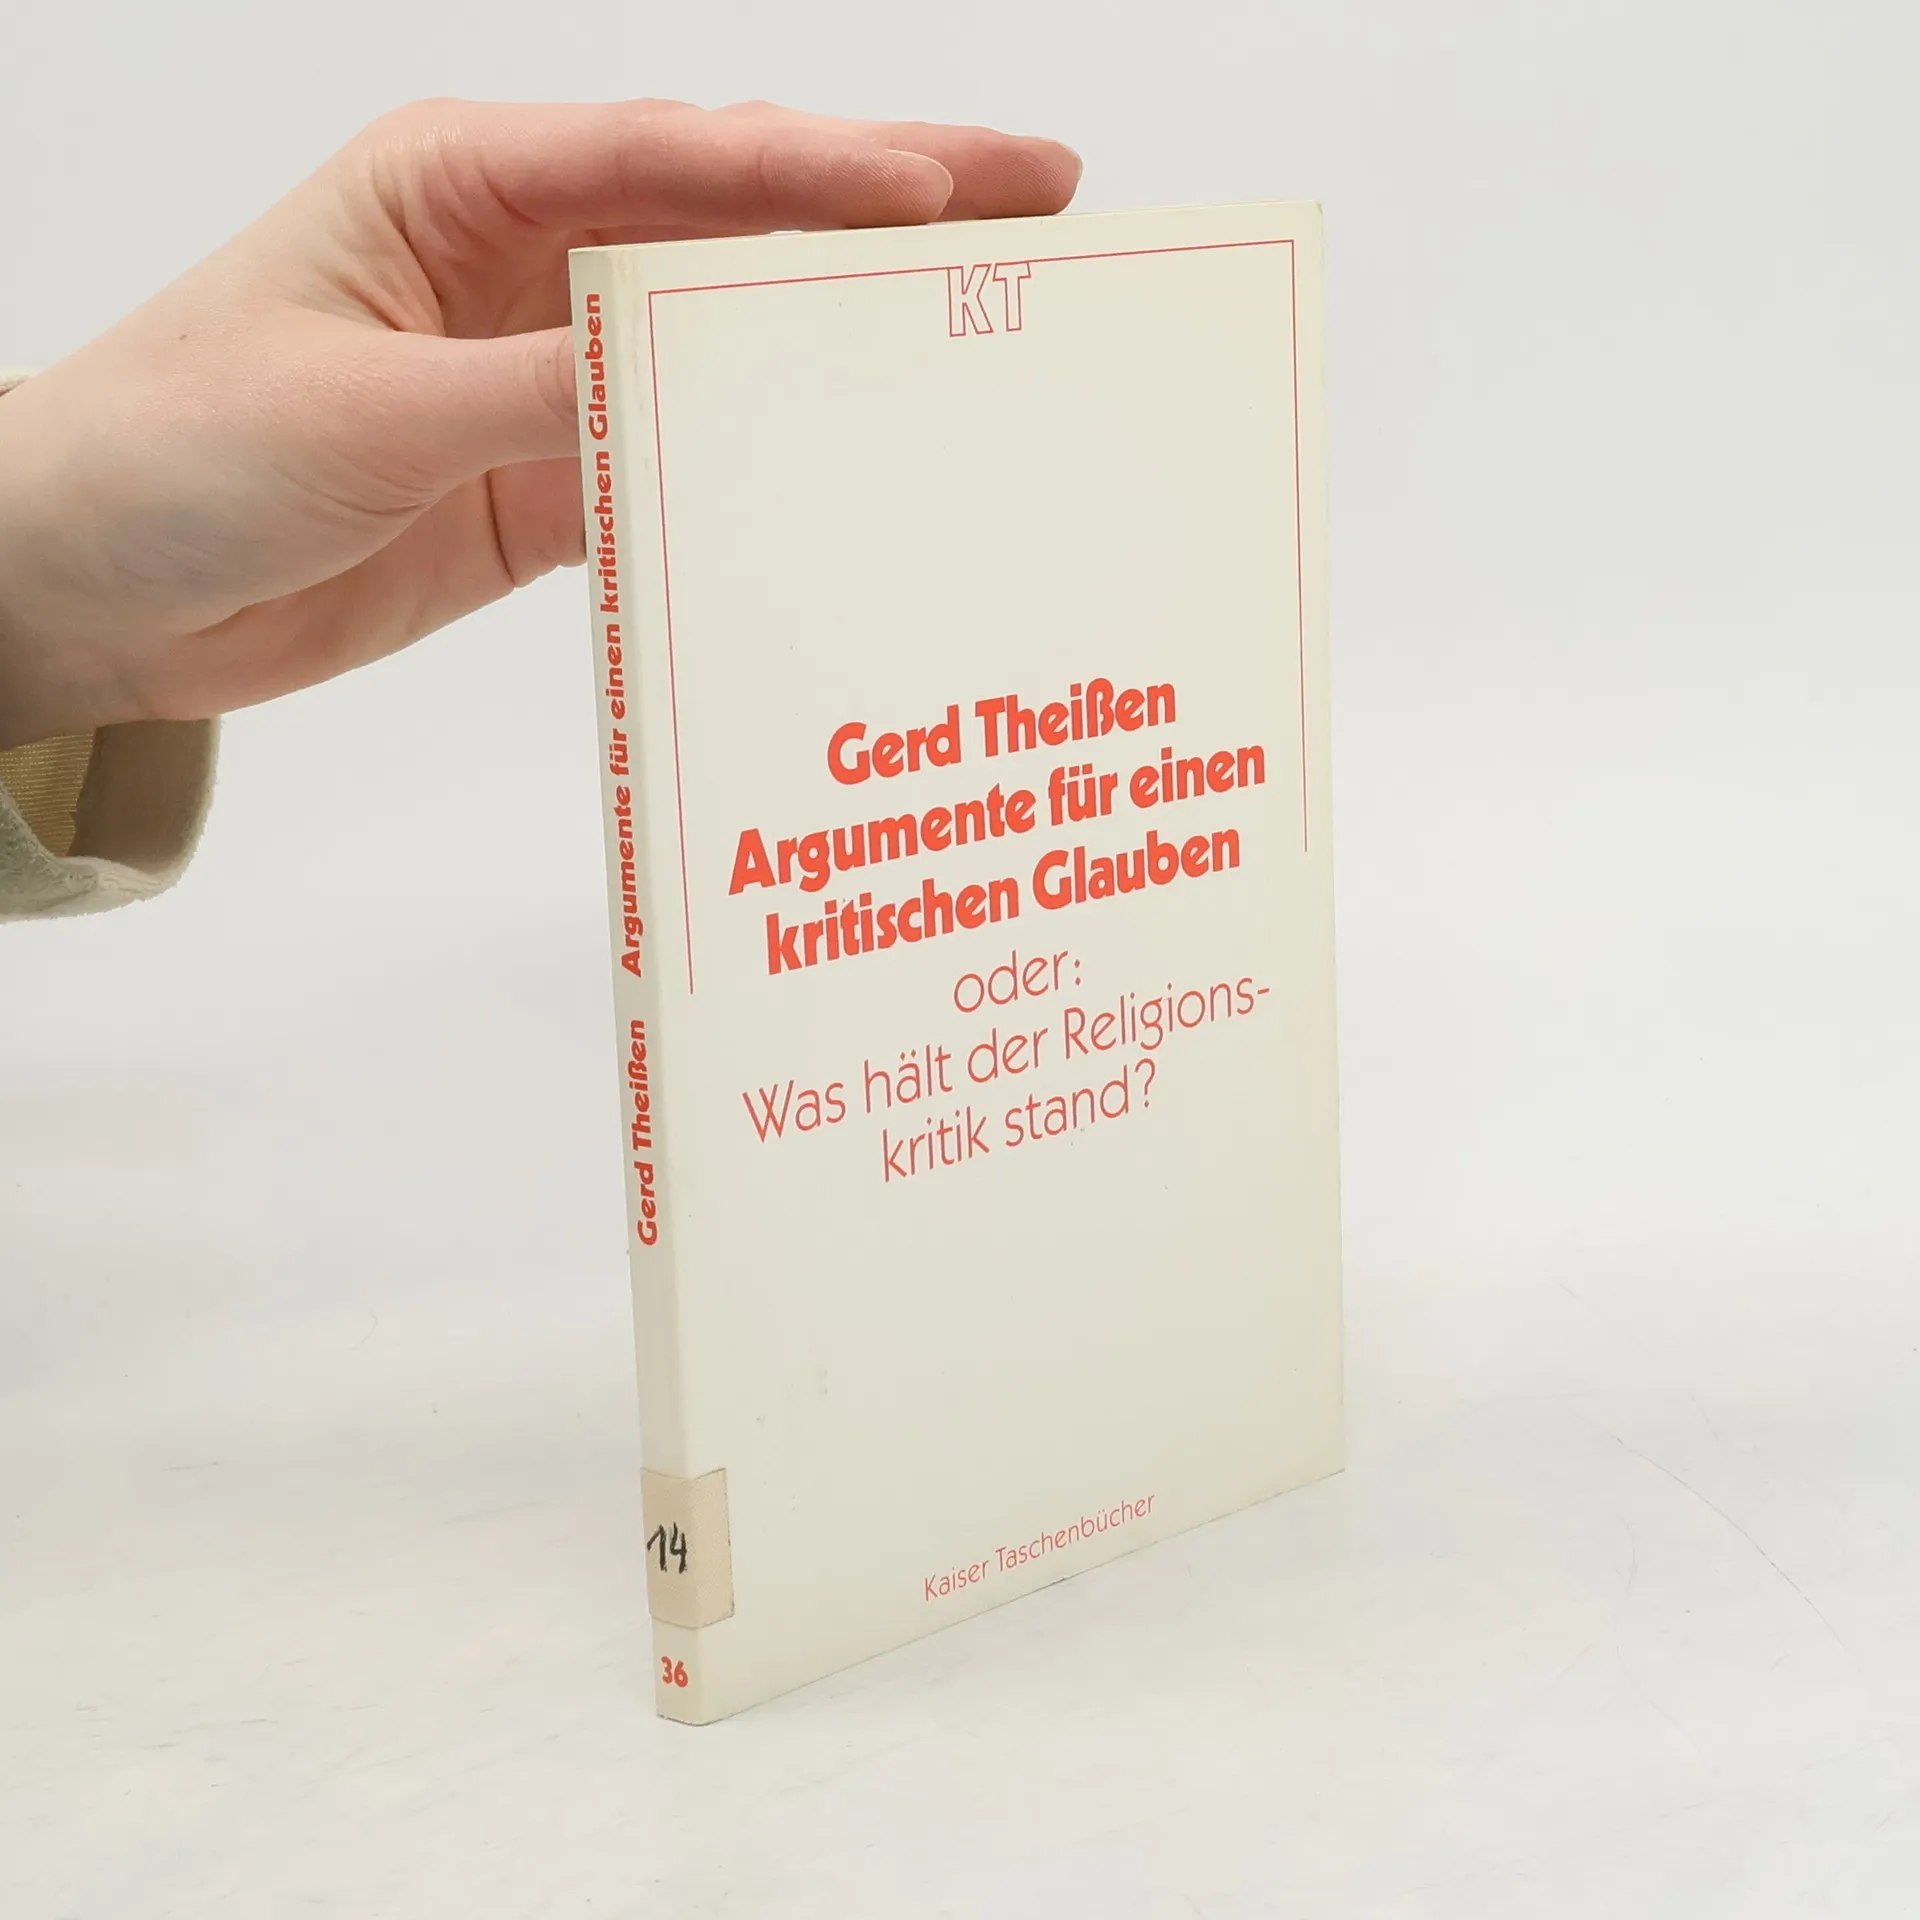 KT
Gerd Theißen
Argumente für einen
kritischen Glauben
oder:
Was hält der Religions-
kritik stand?
Kaiser Taschenbücher
Gerd Theißen Argumente für einen kritischen Glauben
14
36